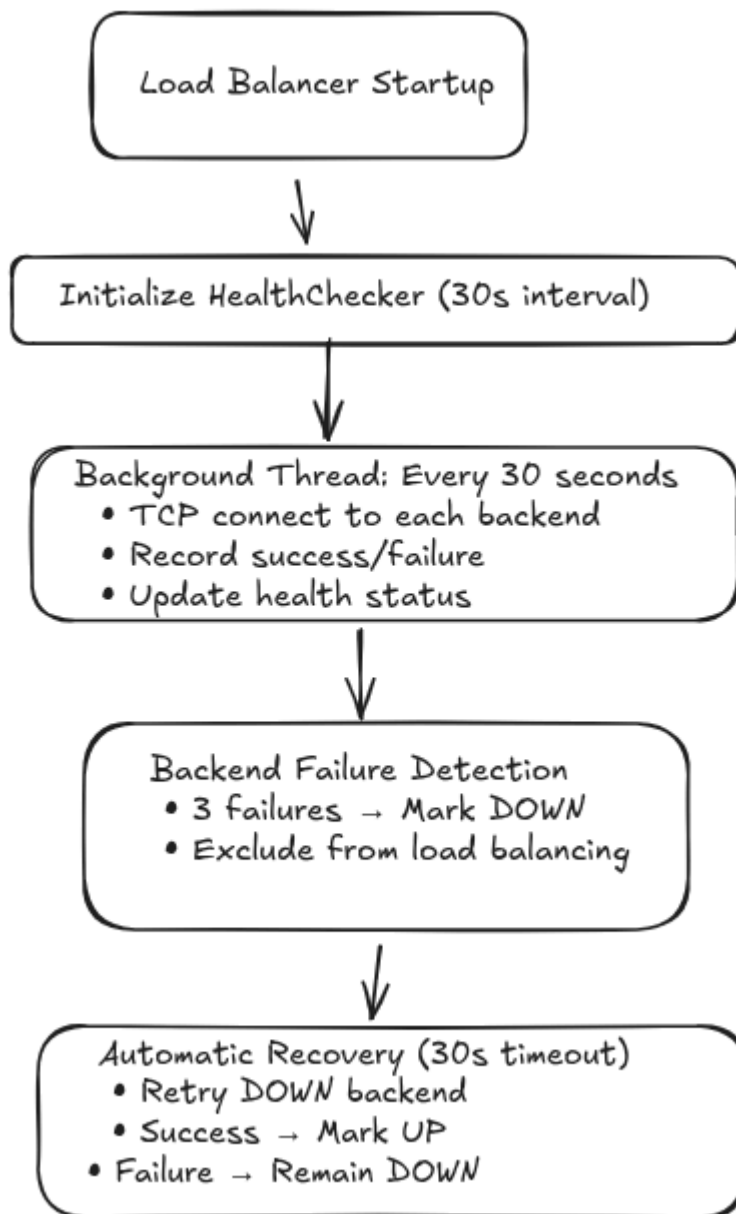 Load Balancer Startup
Initialize HealthChecker (30s interval)
Background Thread: Every 30 seconds
• TCP connect to each backend
• Record success/failure
• Update health status
Backend Failure Detection
• 3 failures → Mark DOWN
• Exclude from load balancing
Automatic Recovery (30s timeout)
• Retry DOWN backend
• Success → Mark UP
• Failure → Remain DOWN